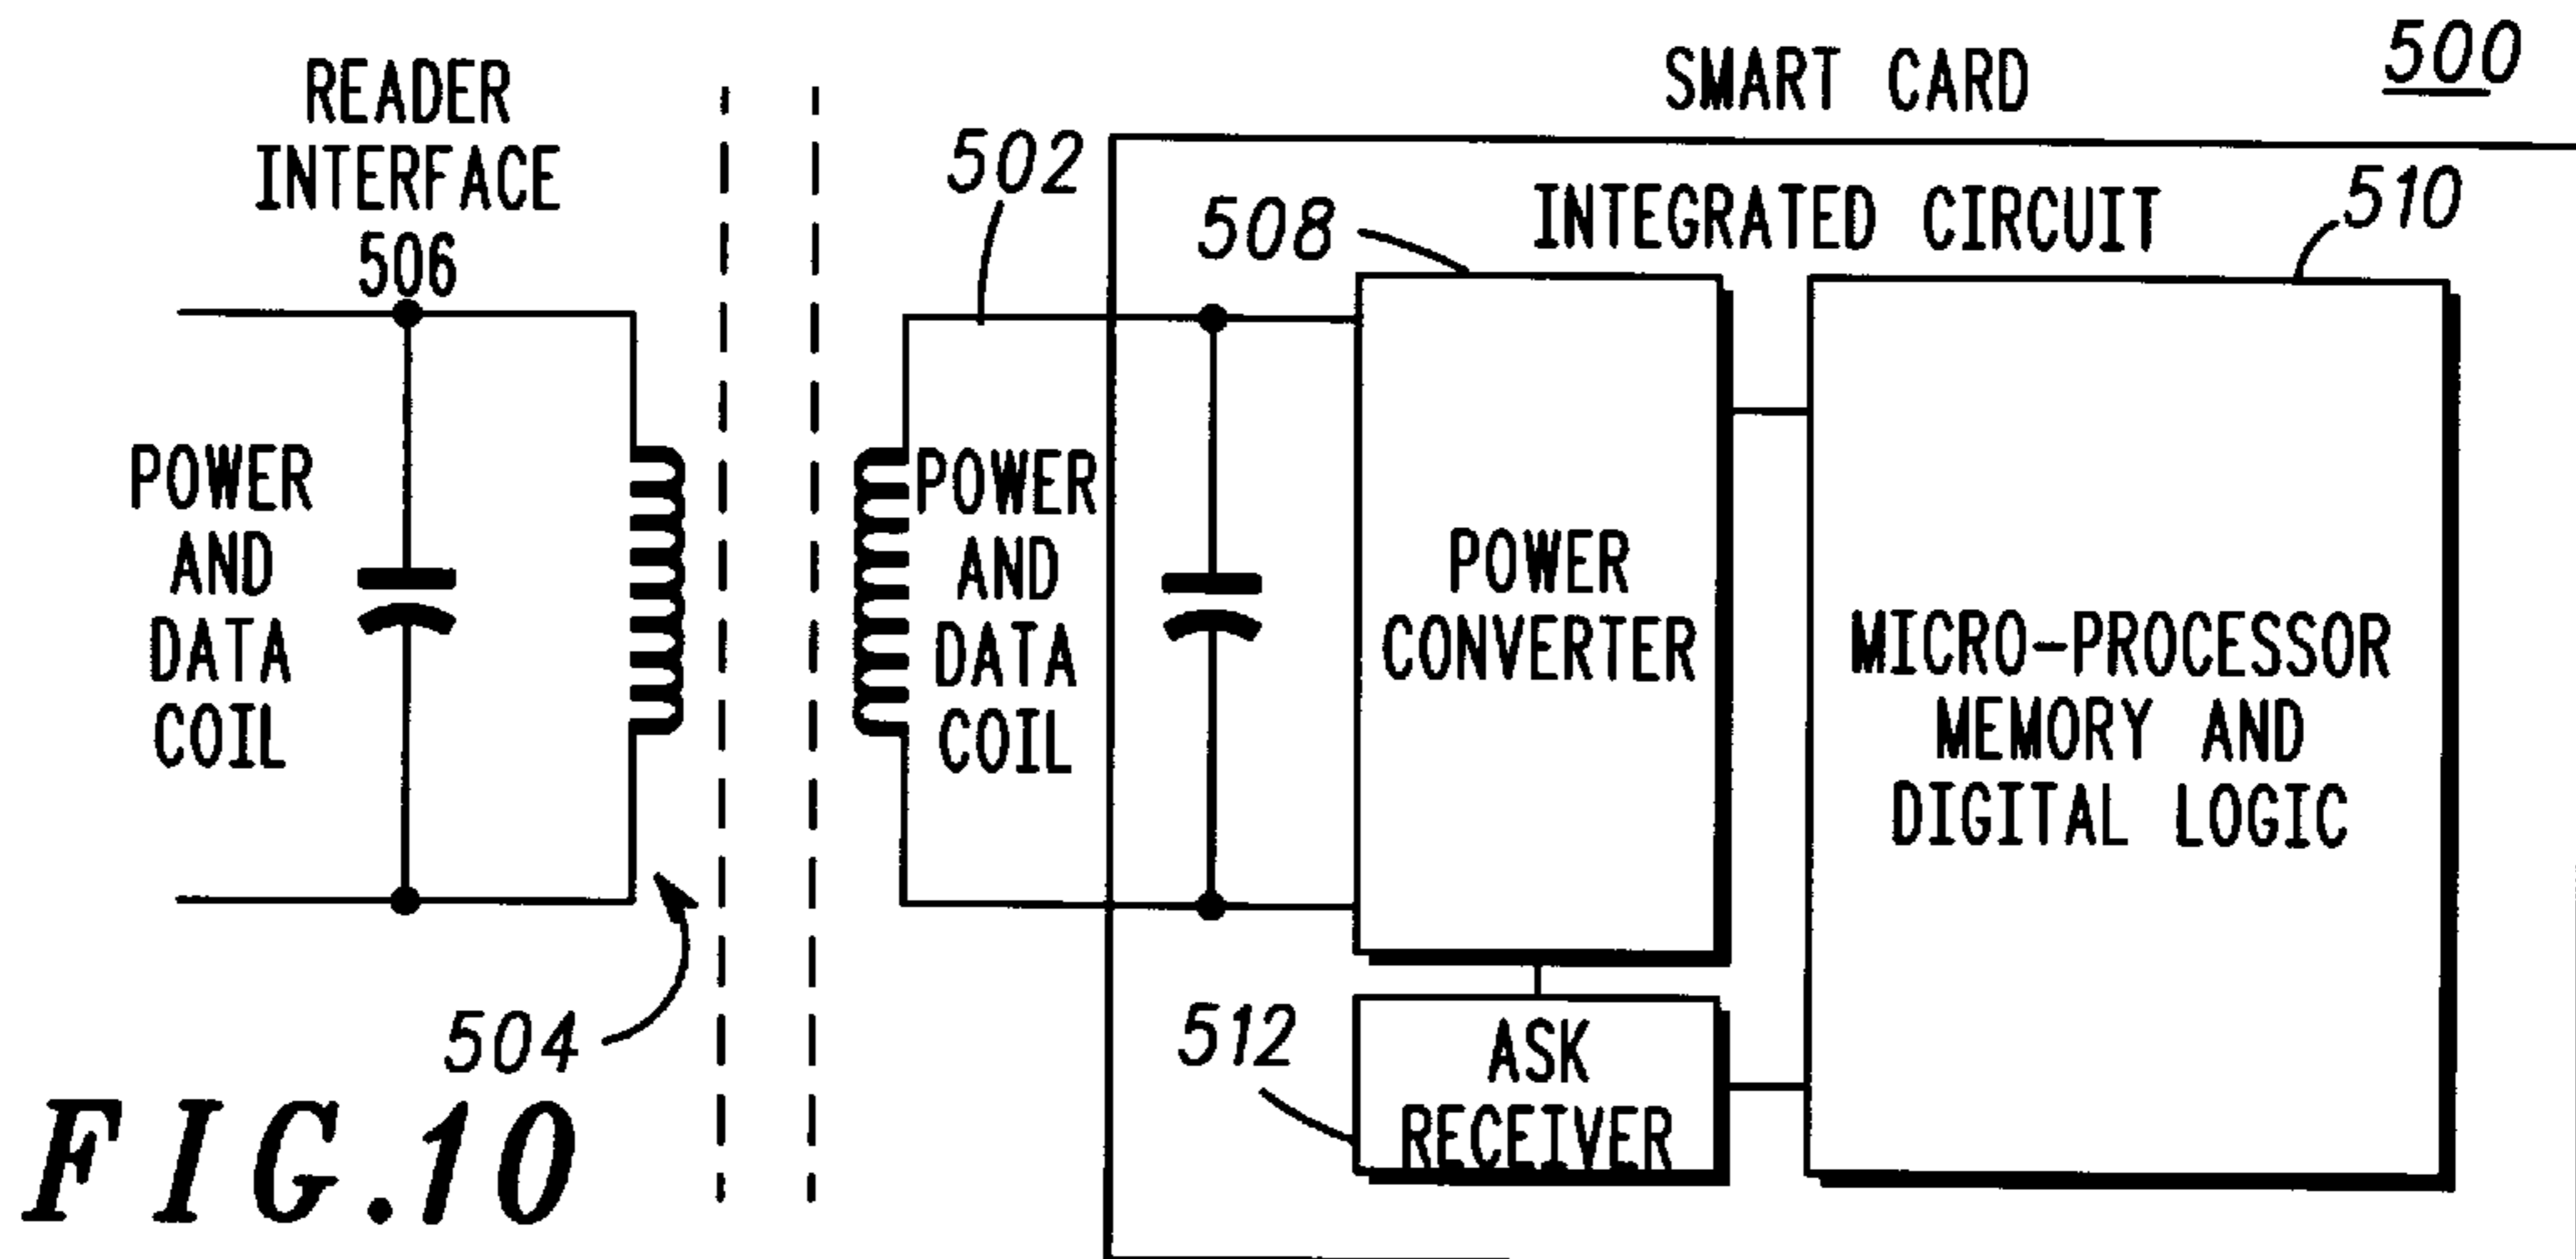 READER
INTERFACE
506
POWER
AND
DATA
COIL
504
502
POWER
AND
DATA
COIL
SMART CARD
500
INTEGRATED CIRCUIT
508
510
POWER
CONVERTER
MICRO-PROCESSOR
MEMORY AND
DIGITAL LOGIC
512
ASK
RECEIVER
FIG.10